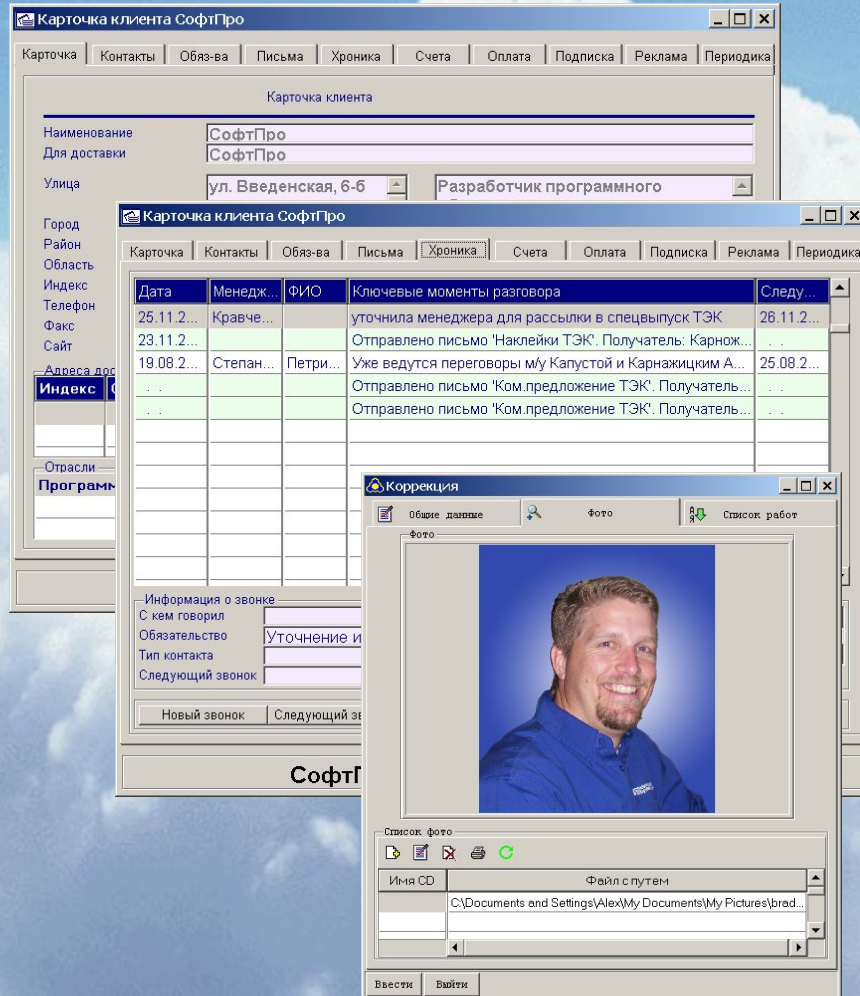 Карточка клиента СофтПро
Карточка Контакты Обяз-ва Письма Хроника Счета Оплата Подписка Реклама Периодика
Карточка клиента
Наименование СофтПро
Для доставки СофтПро
Улица ул. Введенская, 6-б Разработчик программного
Город
Район
Область
Индекс
Телефон
Факс
Сайт
Адреса дос
Индекс
Отрасли
Программ
Карточка клиента СофтПро
Карточка Контакты Обяз-ва Письма Хроника Счета Оплата Подписка Реклама Периодика
Дата Менедж... ФИО Ключевые моменты разговора Следу...
25.11.2... Кравче... уточнила менеджера для рассылки в спецвыпуск ТЭК 26.11.2...
23.11.2... Отправлено письмо 'Наклейки ТЭК'. Получатель: Карнож... . .
19.08.2... Степан... Петри... Уже ведутся переговоры м/у Капустой и Карнажицким А... 25.08.2...
. . Отправлено письмо 'Ком.предложение ТЭК'. Получатель... . .
. . Отправлено письмо 'Ком.предложение ТЭК'. Получатель... . .
Информация о звонке
С кем говорил
Обязательство Уточнение и
Тип контакта
Следующий звонок
Новый звонок Следующий зв
СофтП
Коррекция
Общие данные Фото Список работ
Фото
Список фото
Имя CD Файл с путем
C:\Documents and Settings\Alex\My Documents\My Pictures\brad...
Ввести Выйти